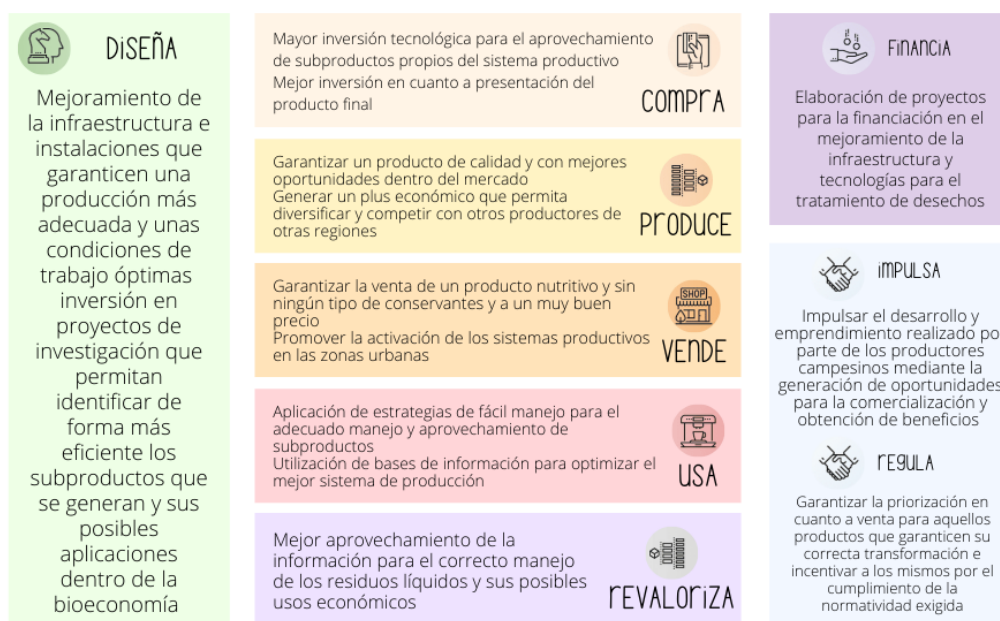 DISEÑA
Mejoramiento de
la infraestructura e
instalaciones que
garanticen una
producción más
adecuada y unas
condiciones de
trabajo óptimas
inversión en
proyectos de
investigación que
permitan
identificar de
forma más
eficiente los
subproductos que
se generan y sus
posibles
aplicaciones
dentro de la
bioeconomía
Mayor inversión tecnológica para el aprovechamiento
de subproductos propios del sistema productivo
Mejor inversión en cuanto a presentación del
producto final
COMPRA
Garantizar un producto de calidad y con mejores
oportunidades dentro del mercado
Generar un plus económico que permita
diversificar y competir con otros productores de
otras regiones
PRODUCE
Garantizar la venta de un producto nutritivo y sin
ningún tipo de conservantes y a un muy buen
precio
Promover la activación de los sistemas productivos
en las zonas urbanas
SHOP
VENDE
Aplicación de estrategias de fácil manejo para el
adecuado manejo y aprovechamiento de
subproductos
Utilización de bases de información para optimizar el
mejor sistema de producción
USA
Mejor aprovechamiento de la
información para el correcto manejo
de los residuos líquidos y sus posibles
usos económicos
REVALORIZA
FINANCIA
Elaboración de proyectos
para la financiación en el
mejoramiento de la
infraestructura y
tecnologías para el
tratamiento de desechos
IMPULSA
Impulsar el desarrollo y
emprendimiento realizado po
parte de los productores
campesinos mediante la
generación de oportunidades
para la comercialización y
obtención de beneficios
REGULA
Garantizar la priorización en
cuanto a venta para aquellos
productos que garanticen su
correcta transformación e
incentivar a los mismos por el
cumplimiento de la
normatividad exigida